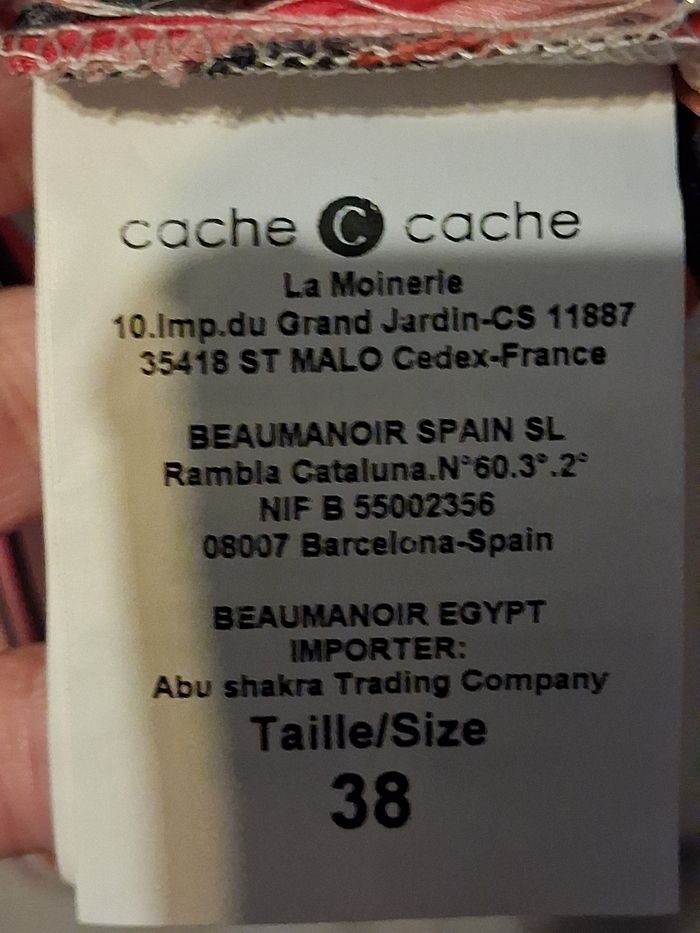 cache C cache
La Moinerie
10.Imp.du Grand Jardin-CS 11887
35418 ST MALO Cedex-France
BEAUMANOIR SPAIN SL
Rambla Cataluna.N°60.3°.2°
NIF B 55002356
08007 Barcelona-Spain
BEAUMANOIR EGYPT
IMPORTER:
Abu shakra Trading Company
Taille/Size
38